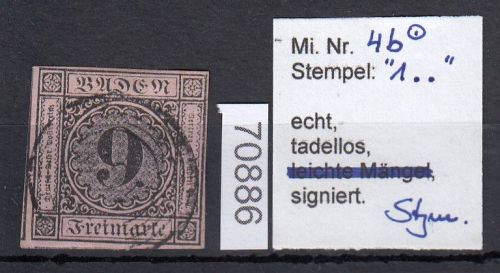 BADEN
9
Freimarke
70886
Mi. Nr. 4b ⊙
Stempel: "1.."
echt,
tadellos,
leichte Mängel,
signiert.